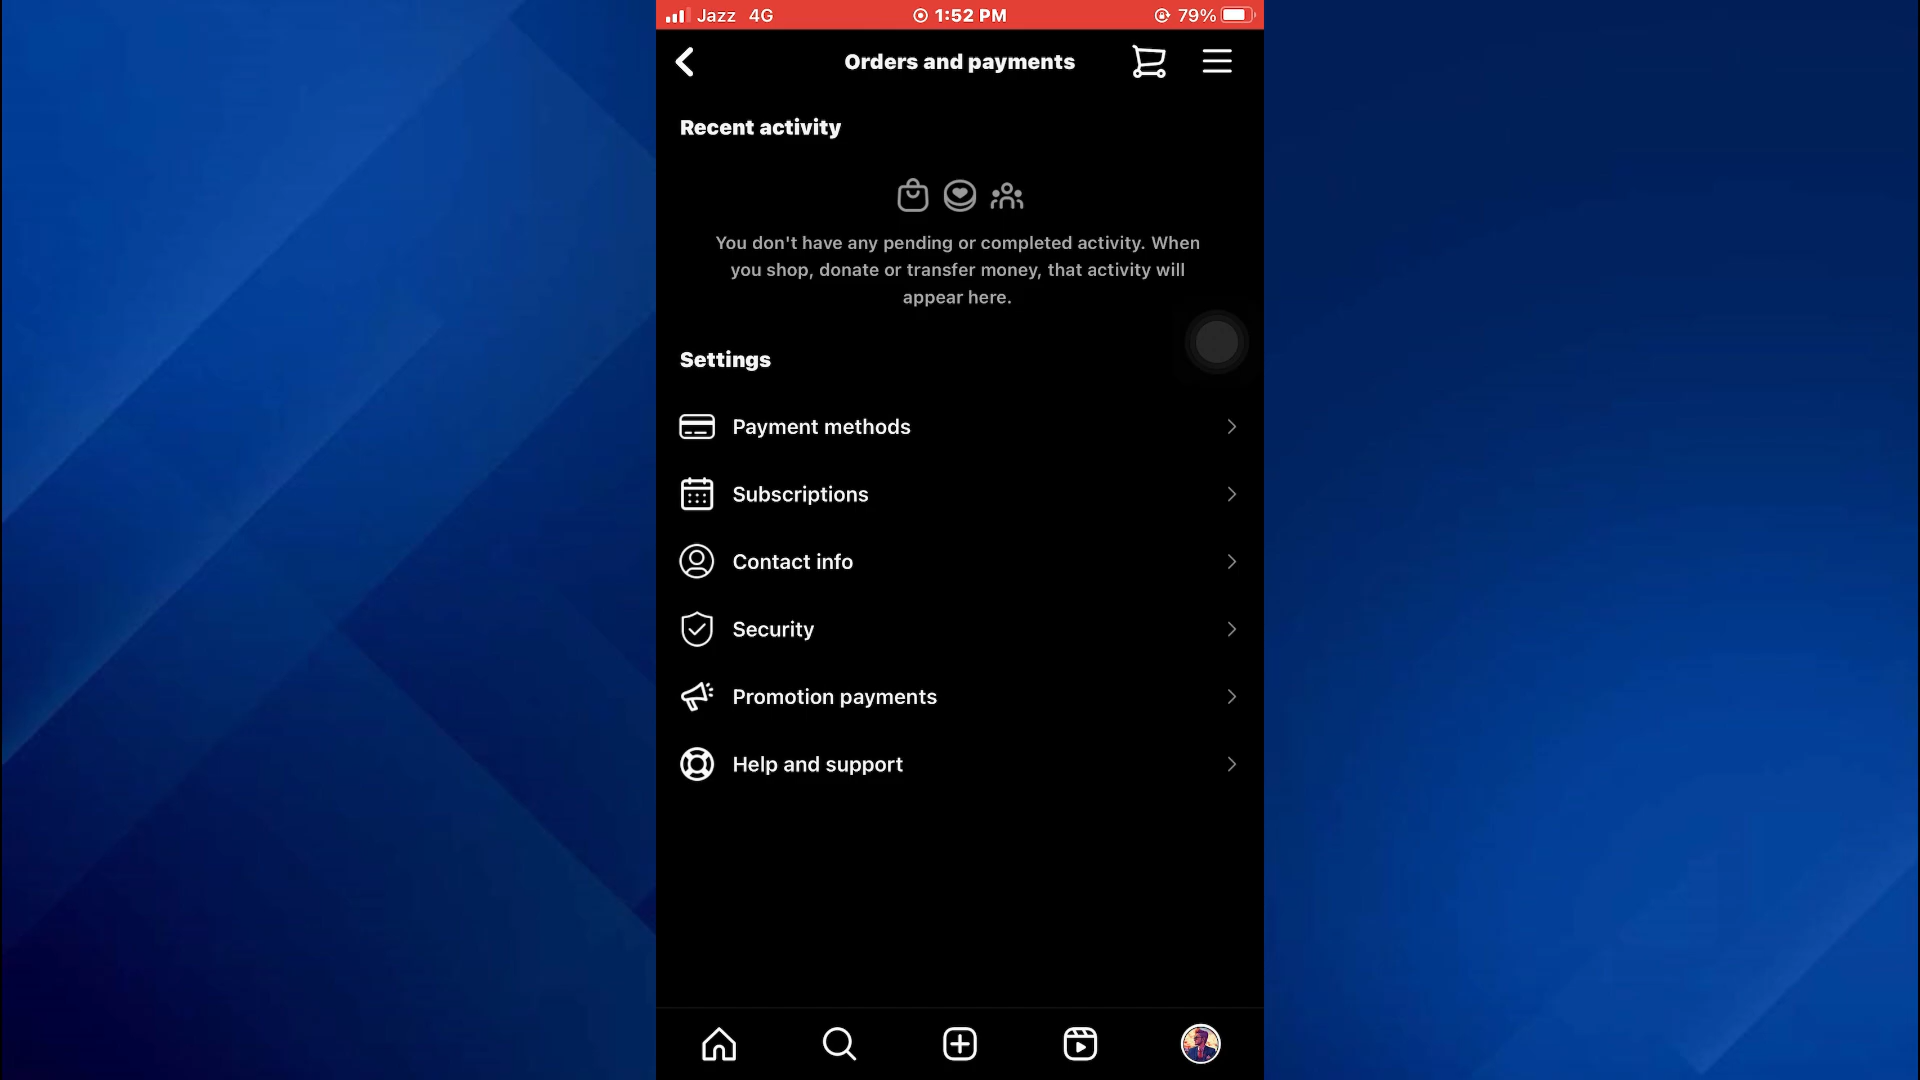 Jazz 4G 1:52 PM 79%
Orders and payments
Recent activity
You don't have any pending or completed activity. When
you shop, donate or transfer money, that activity will
appear here.
Settings
Payment methods
Subscriptions
Contact info
Security
Promotion payments
Help and support